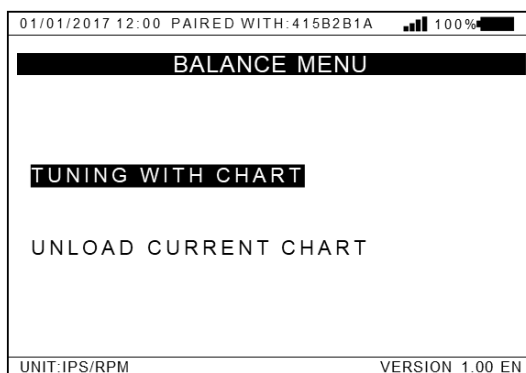 01/01/2017 12:00 PAIRED WITH:415B2B1A 100%
BALANCE MENU
TUNING WITH CHART
UNLOAD CURRENT CHART
UNIT:IPS/RPM VERSION 1.00 EN